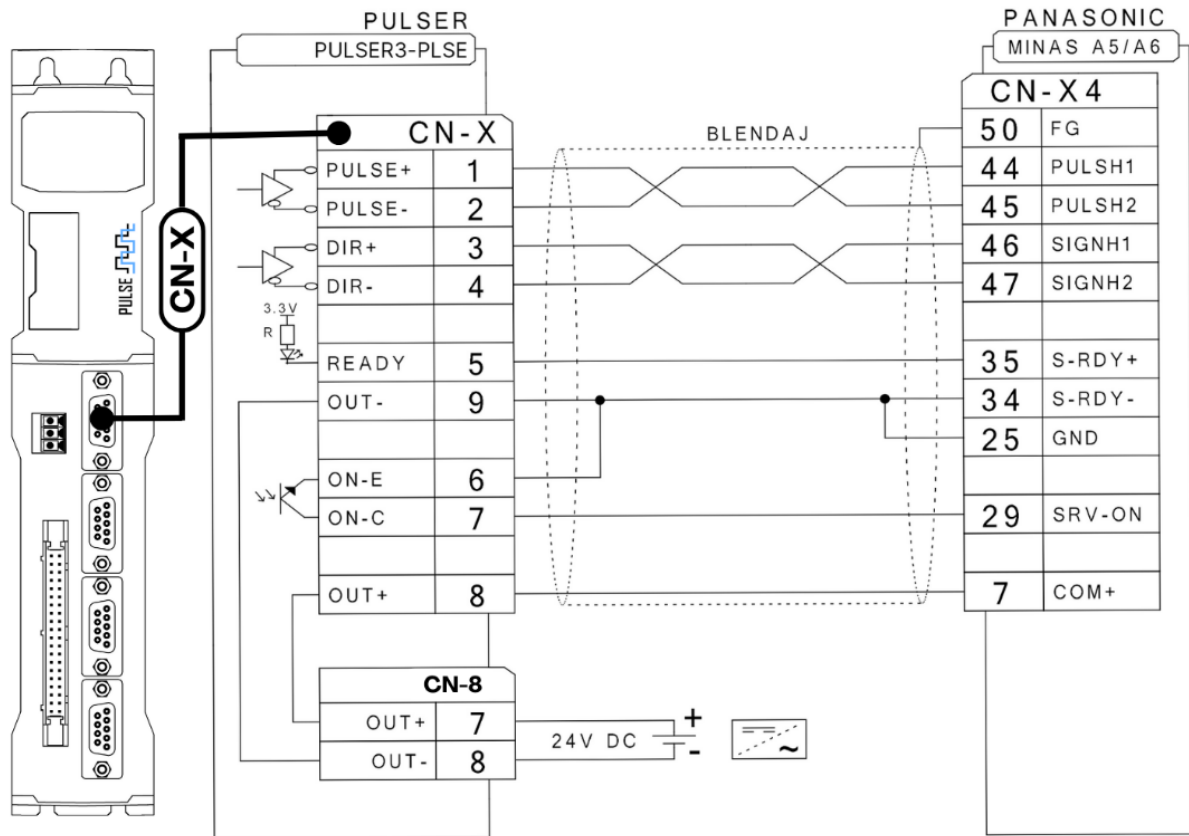 PULSER
PULSER3-PLSE
PANASONIC
MINAS A5/A6
CN-X
CN-X4
BLENDAJ
50 FG
PULSE+ 1
44 PULSH1
PULSE- 2
45 PULSH2
DIR+ 3
46 SIGNH1
DIR- 4
47 SIGNH2
3.3V
R
READY 5
35 S-RDY+
OUT- 9
34 S-RDY-
25 GND
ON-E 6
ON-C 7
29 SRV-ON
OUT+ 8
7 COM+
CN-8
OUT+ 7
OUT- 8
24V DC
+
-
~
PULSE
CN-X